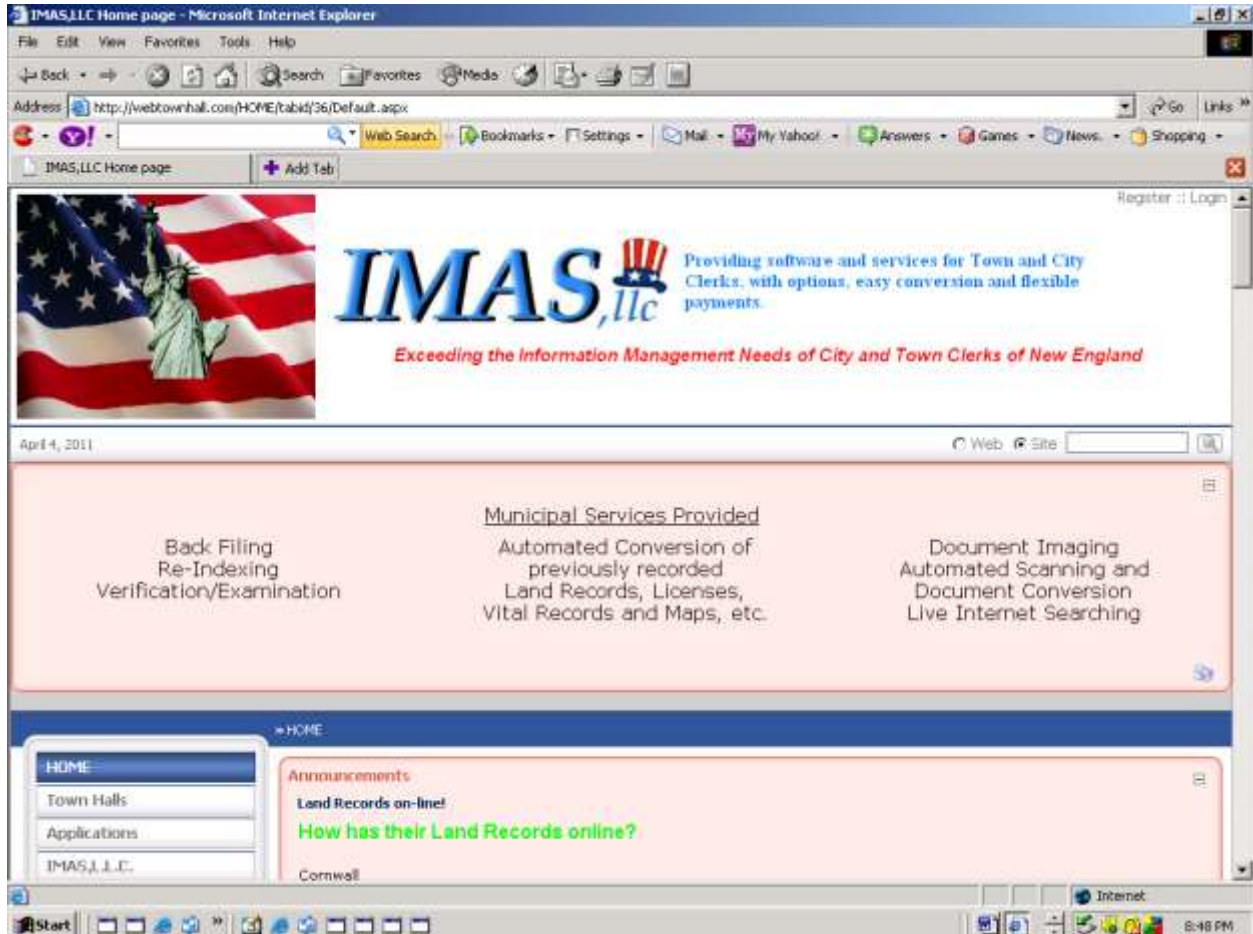 IMAS,LLC Home page - Microsoft Internet Explorer
File Edit View Favorites Tools Help
Back Search Favorites Media
Address http://webtownhall.com/HOME/tabid/36/Default.aspx Go Links »
Y! Web Search Bookmarks Settings Mail My Yahoo! Answers Games News. Shopping
IMAS,LLC Home page Add Tab
Register :: Login
IMAS,llc
Providing software and services for Town and City
Clerks, with options, easy conversion and flexible
payments.
Exceeding the Information Management Needs of City and Town Clerks of New England
April 4, 2011 Web Site
Municipal Services Provided
Back Filing
Re-Indexing
Verification/Examination
Automated Conversion of
previously recorded
Land Records, Licenses,
Vital Records and Maps, etc.
Document Imaging
Automated Scanning and
Document Conversion
Live Internet Searching
» HOME
HOME
Town Halls
Applications
IMAS,L.L.C.
Announcements
Land Records on-line!
How has their Land Records online?
Cornwall
Internet
Start » 8:48 PM